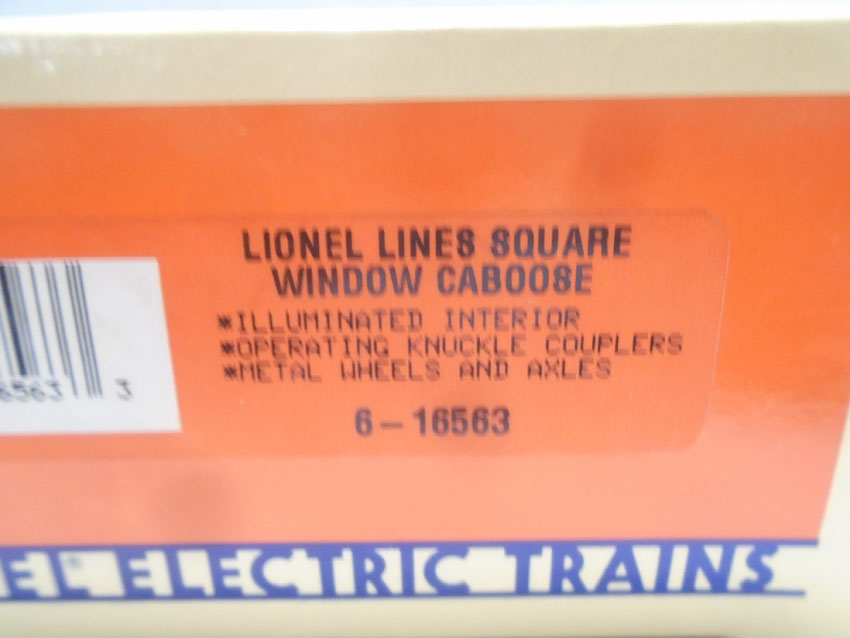 LIONEL LINES SQUARE
WINDOW CABOOSE
*ILLUMINATED INTERIOR
*OPERATING KNUCKLE COUPLERS
*METAL WHEELS AND AXLES
6-16563
6563 3
EL® ELECTRIC TRAINS